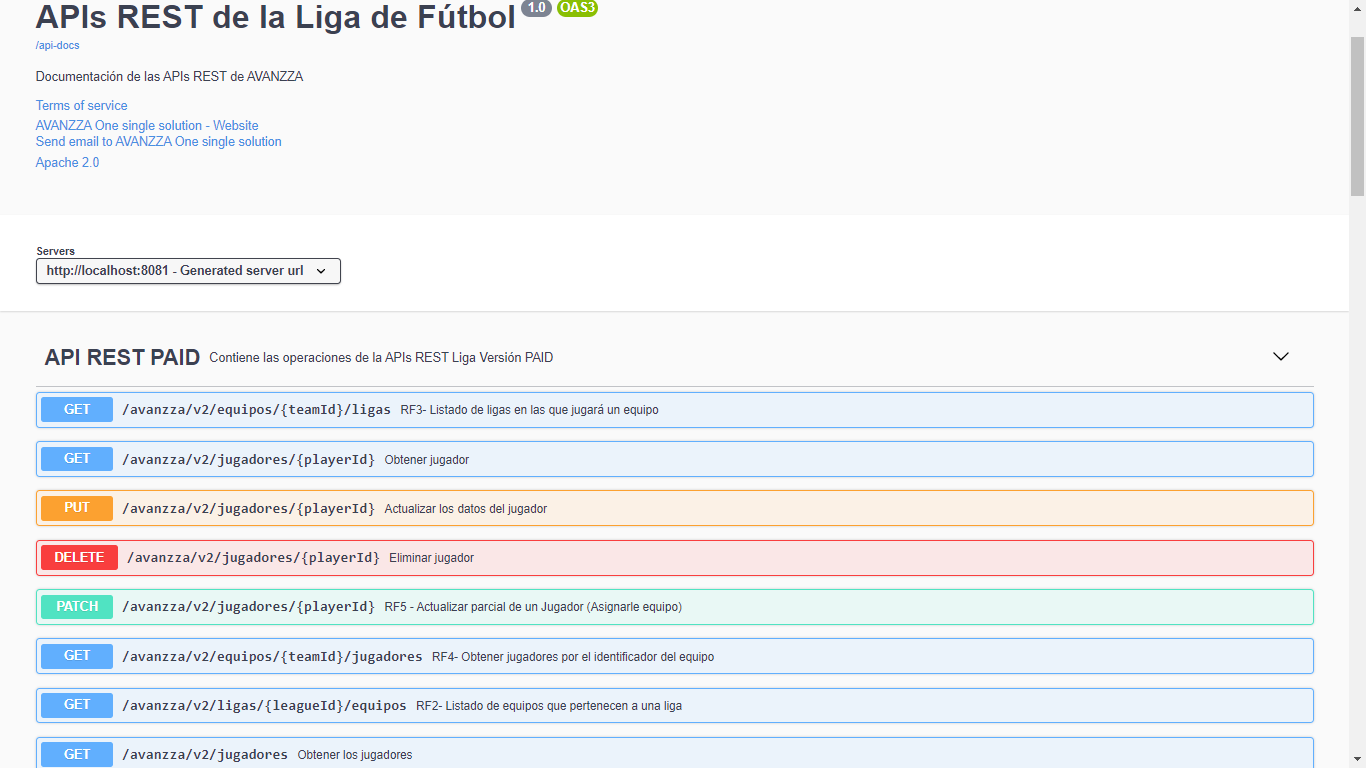 APIs REST de la Liga de Fútbol 1.0 OAS3
/api-docs
Documentación de las APIs REST de AVANZZA
Terms of service
AVANZZA One single solution - Website
Send email to AVANZZA One single solution
Apache 2.0
Servers
http://localhost:8081 - Generated server url
API REST PAID Contiene las operaciones de la APIs REST Liga Versión PAID
GET /avanzza/v2/equipos/{teamId}/ligas RF3- Listado de ligas en las que jugará un equipo
GET /avanzza/v2/jugadores/{playerId} Obtener jugador
PUT /avanzza/v2/jugadores/{playerId} Actualizar los datos del jugador
DELETE /avanzza/v2/jugadores/{playerId} Eliminar jugador
PATCH /avanzza/v2/jugadores/{playerId} RF5 - Actualizar parcial de un Jugador (Asignarle equipo)
GET /avanzza/v2/equipos/{teamId}/jugadores RF4- Obtener jugadores por el identificador del equipo
GET /avanzza/v2/ligas/{leagueId}/equipos RF2- Listado de equipos que pertenecen a una liga
GET /avanzza/v2/jugadores Obtener los jugadores